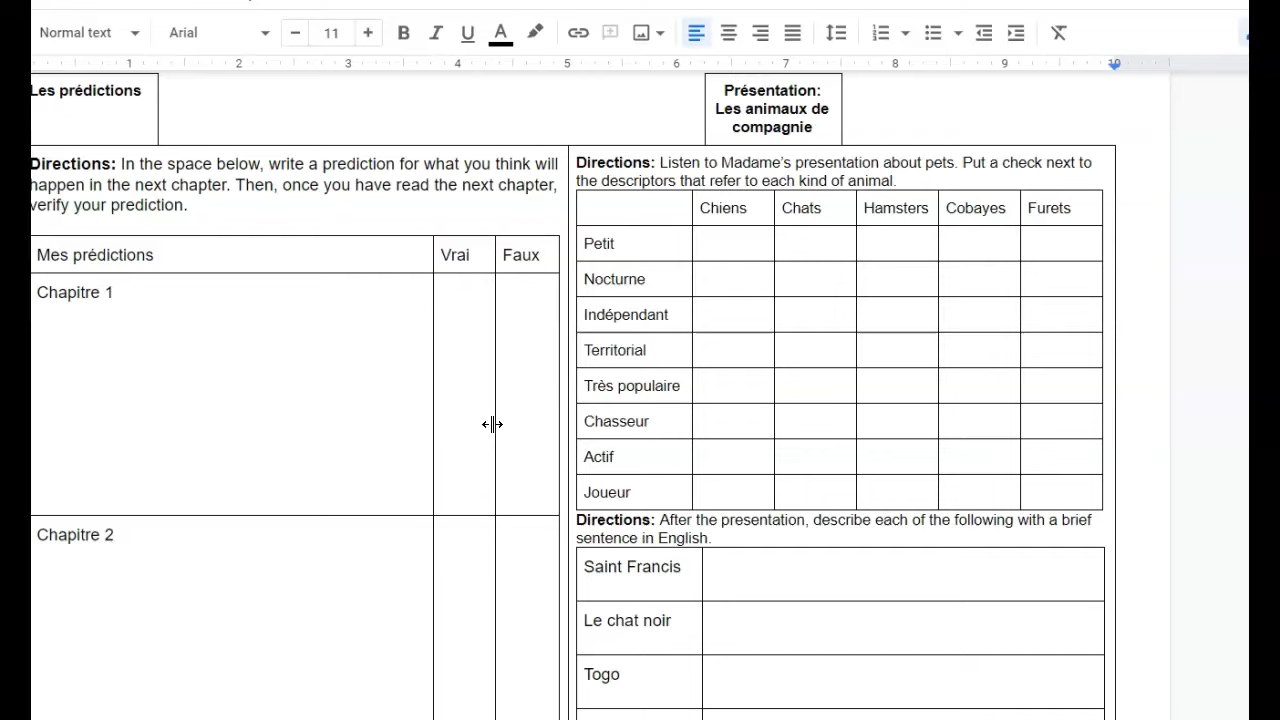 Normal text
Arial
11
1 2 3 4 5 6 7 8 9 10
Les prédictions
Directions: In the space below, write a prediction for what you think will
happen in the next chapter. Then, once you have read the next chapter,
verify your prediction.
Mes prédictions Vrai Faux
Chapitre 1
Chapitre 2
Présentation:
Les animaux de
compagnie
Directions: Listen to Madame’s presentation about pets. Put a check next to
the descriptors that refer to each kind of animal.
Chiens Chats Hamsters Cobayes Furets
Petit
Nocturne
Indépendant
Territorial
Très populaire
Chasseur
Actif
Joueur
Directions: After the presentation, describe each of the following with a brief
sentence in English.
Saint Francis
Le chat noir
Togo